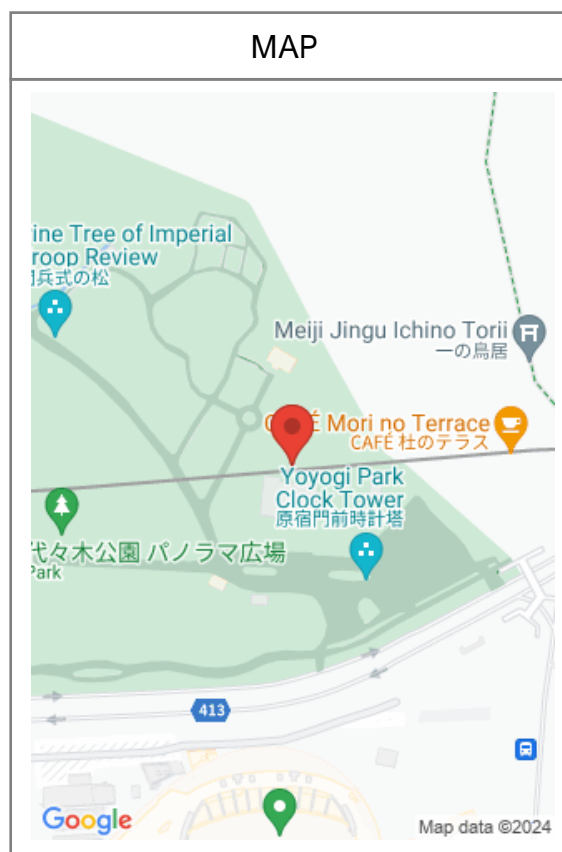 MAP
ine Tree of Imperial
roop Review
兵式の松
Meiji Jingu Ichino Torii
一の鳥居
CAFÉ Mori no Terrace
CAFÉ 杜のテラス
Yoyogi Park
Clock Tower
原宿門前時計塔
代々木公園 パノラマ広場
Park
413
Google
Map data ©2024